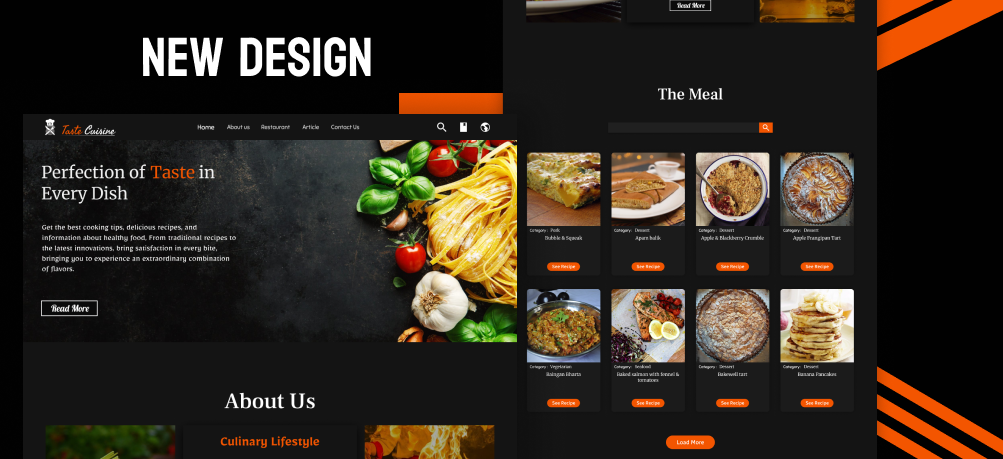 NEW DESIGN
Taste Cuisine
Home
About us
Restaurant
Article
Contact Us
Perfection of Taste in
Every Dish
Get the best cooking tips, delicious recipes, and
information about healthy food. From traditional recipes to
the latest innovations, bring satisfaction in every bite,
bringing you to experience an extraordinary combination
of flavors.
Read More
About Us
Culinary Lifestyle
Read More
The Meal
Category: Pork
Bubble & Squeak
See Recipe
Category: Dessert
Apam balik
See Recipe
Category: Dessert
Apple & Blackberry Crumble
See Recipe
Category: Dessert
Apple Frangipan Tart
See Recipe
Category: Vegetarian
Baingan Bharta
See Recipe
Category: Seafood
Baked salmon with fennel &
tomatoes
See Recipe
Category: Dessert
Bakewell tart
See Recipe
Category: Dessert
Banana Pancakes
See Recipe
Load More